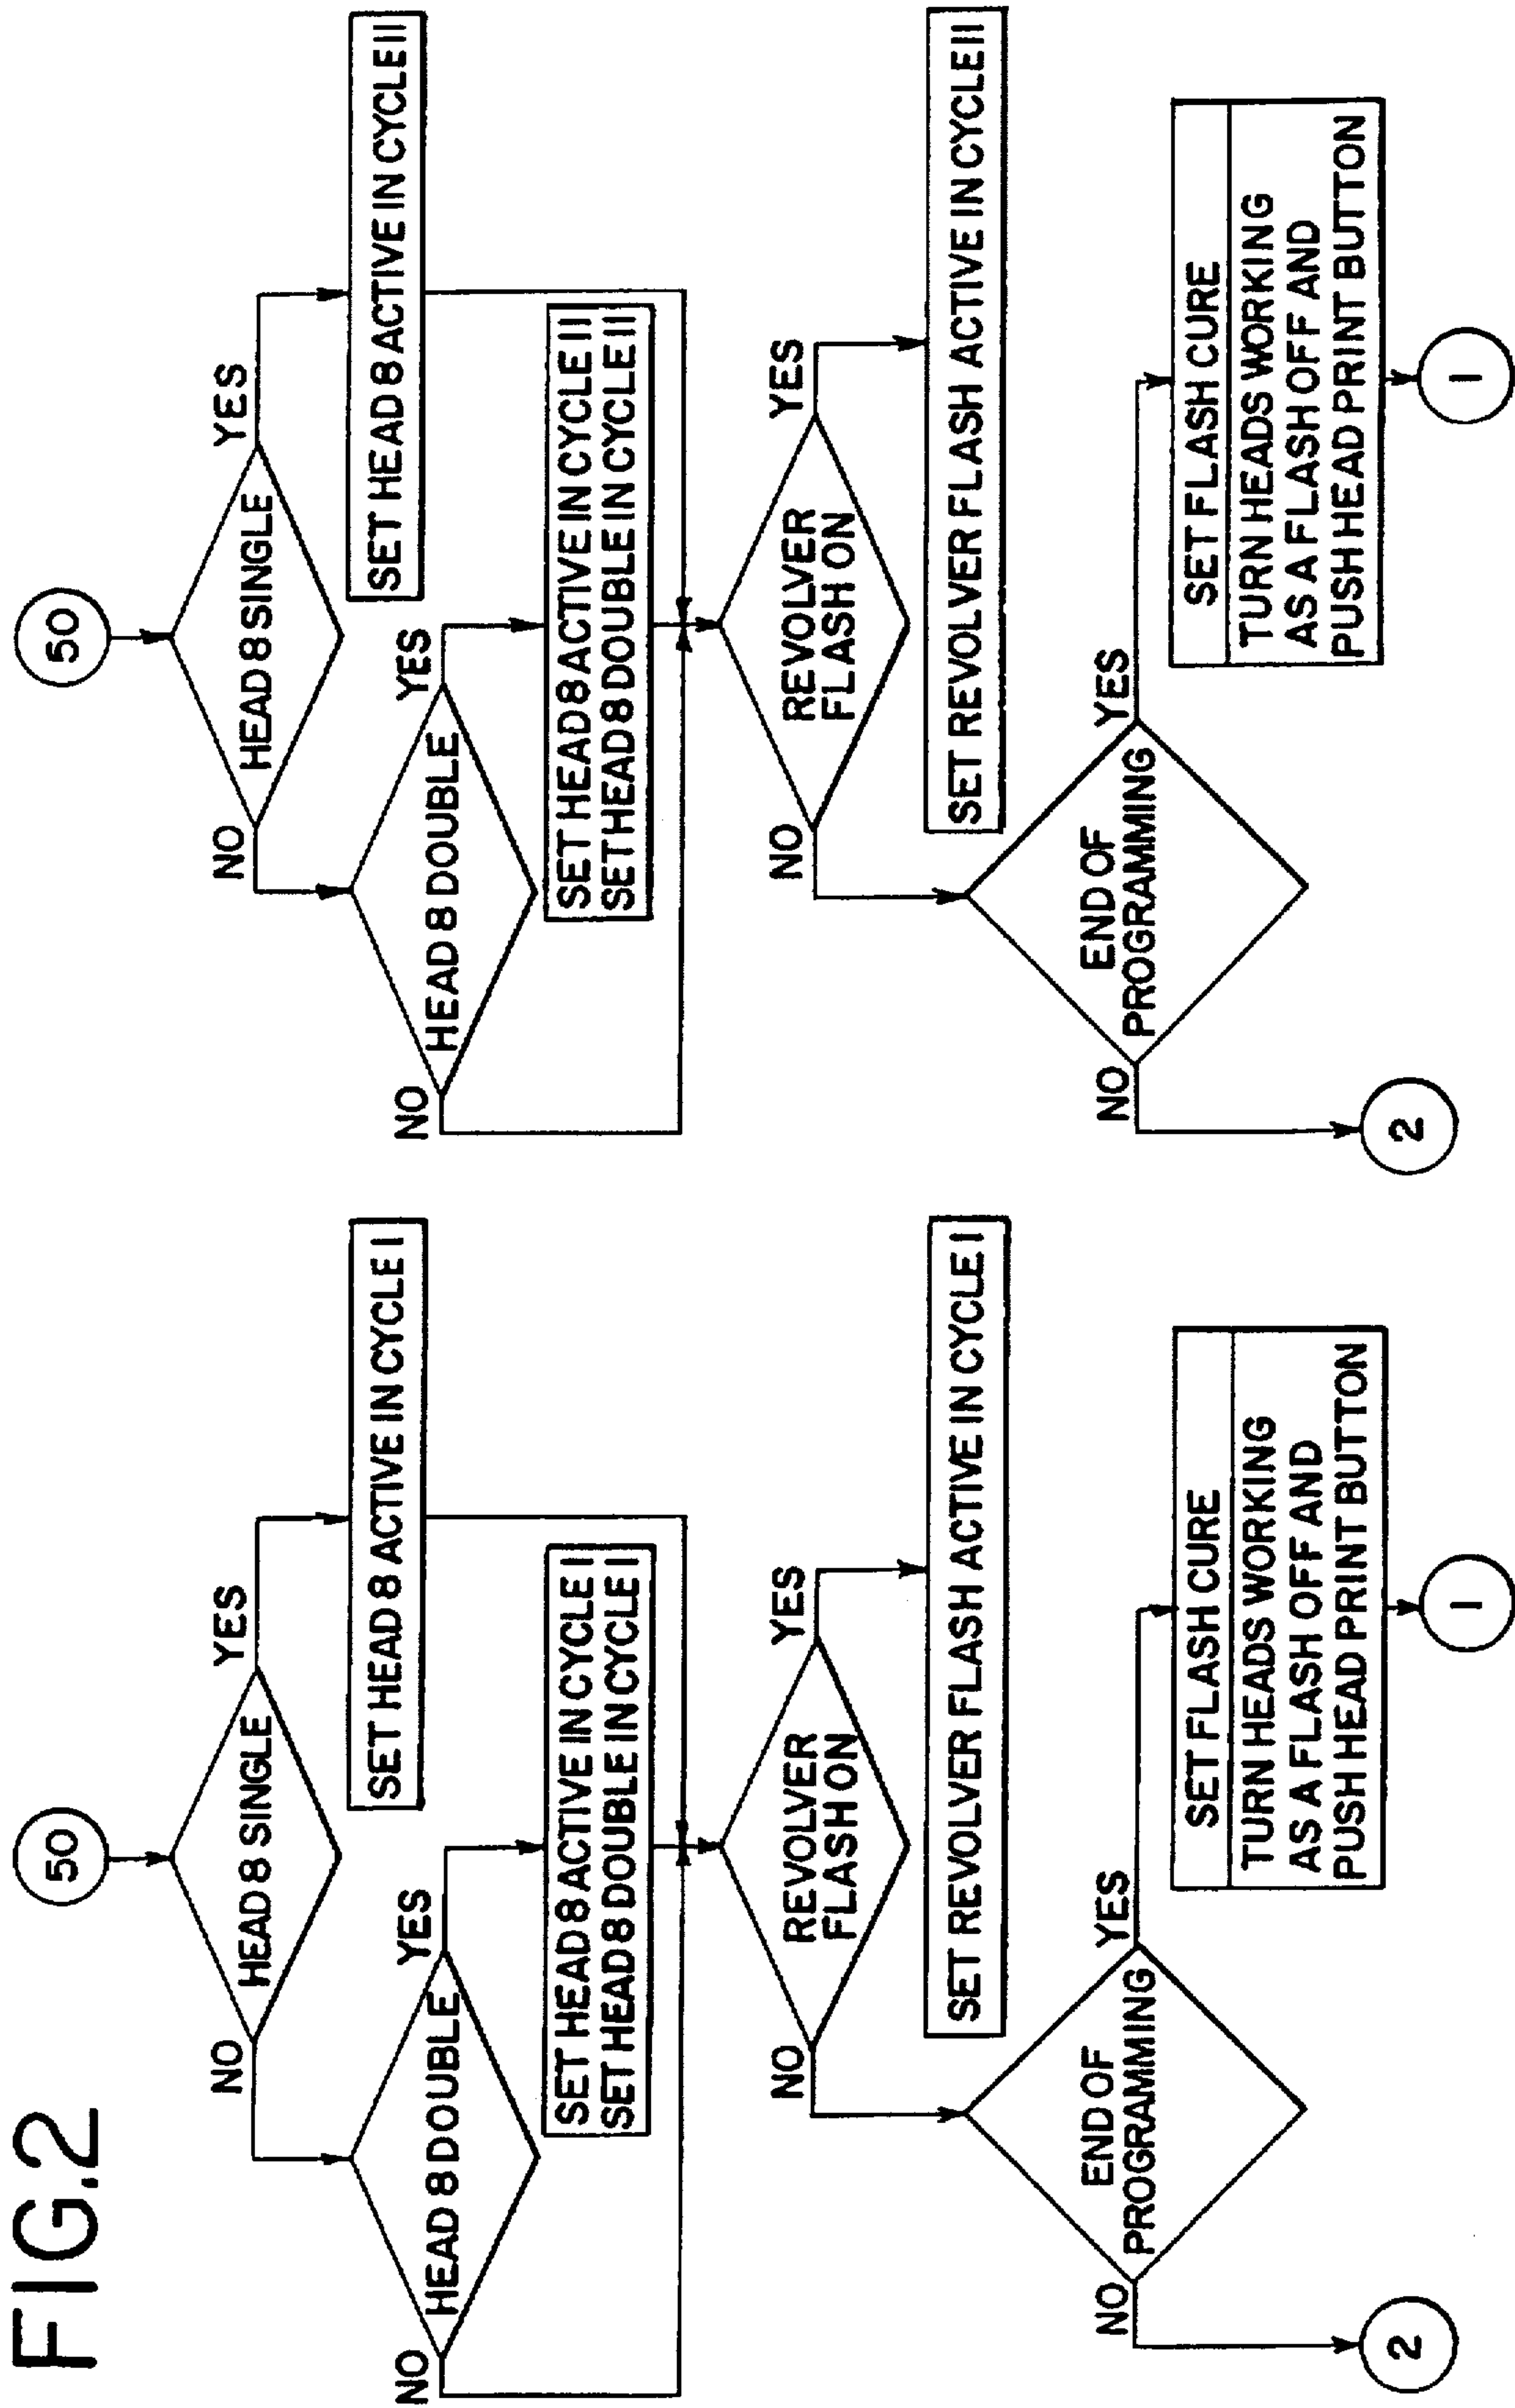 FIG.2
50
HEAD 8 SINGLE
NO
YES
SET HEAD 8 ACTIVE IN CYCLE I
HEAD 8 DOUBLE
NO
YES
SET HEAD 8 ACTIVE IN CYCLE I
SET HEAD 8 DOUBLE IN CYCLE I
REVOLVER
FLASH ON
NO
YES
SET REVOLVER FLASH ACTIVE IN CYCLE I
END OF
PROGRAMMING
NO
YES
2
SET FLASH CURE
TURN HEADS WORKING
AS A FLASH OFF AND
PUSH HEAD PRINT BUTTON
1
50
HEAD 8 SINGLE
NO
YES
SET HEAD 8 ACTIVE IN CYCLE II
HEAD 8 DOUBLE
NO
YES
SET HEAD 8 ACTIVE IN CYCLE II
SET HEAD 8 DOUBLE IN CYCLE II
REVOLVER
FLASH ON
NO
YES
SET REVOLVER FLASH ACTIVE IN CYCLE II
END OF
PROGRAMMING
NO
YES
2
SET FLASH CURE
TURN HEADS WORKING
AS A FLASH OFF AND
PUSH HEAD PRINT BUTTON
1